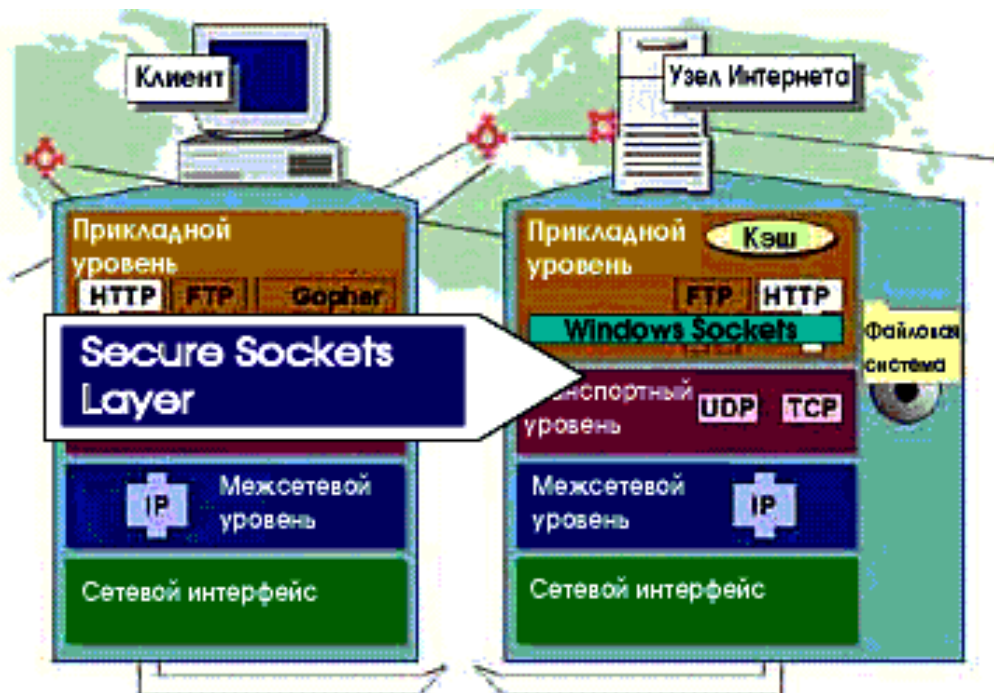 Клиент
Узел Интернета
Прикладной
уровень
HTTP FTP Gopher
Secure Sockets
Layer
IP
Межсетевой
уровень
Сетевой интерфейс
Прикладной
уровень
Кэш
FTP HTTP
Windows Sockets
Файловая
система
анспортный
уровень
UDP TCP
Межсетевой
уровень
IP
Сетевой интерфейс